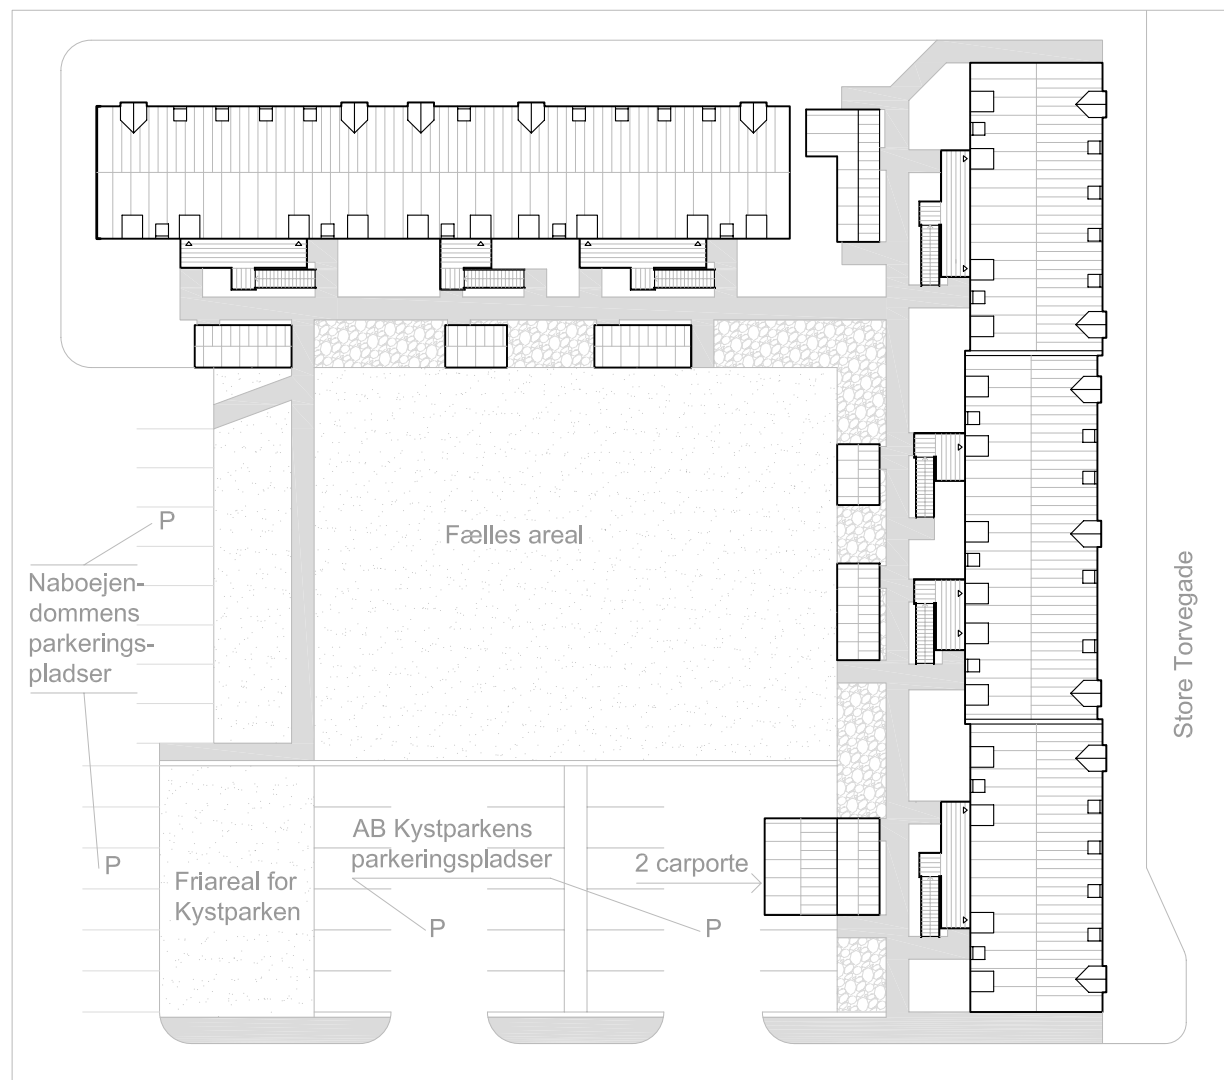 P
Fælles areal
Naboejen-
dommens
parkerings-
pladser
Store Torvegade
AB Kystparkens
parkeringspladser
2 carporte
P
Friareal for
Kystparken
P
P